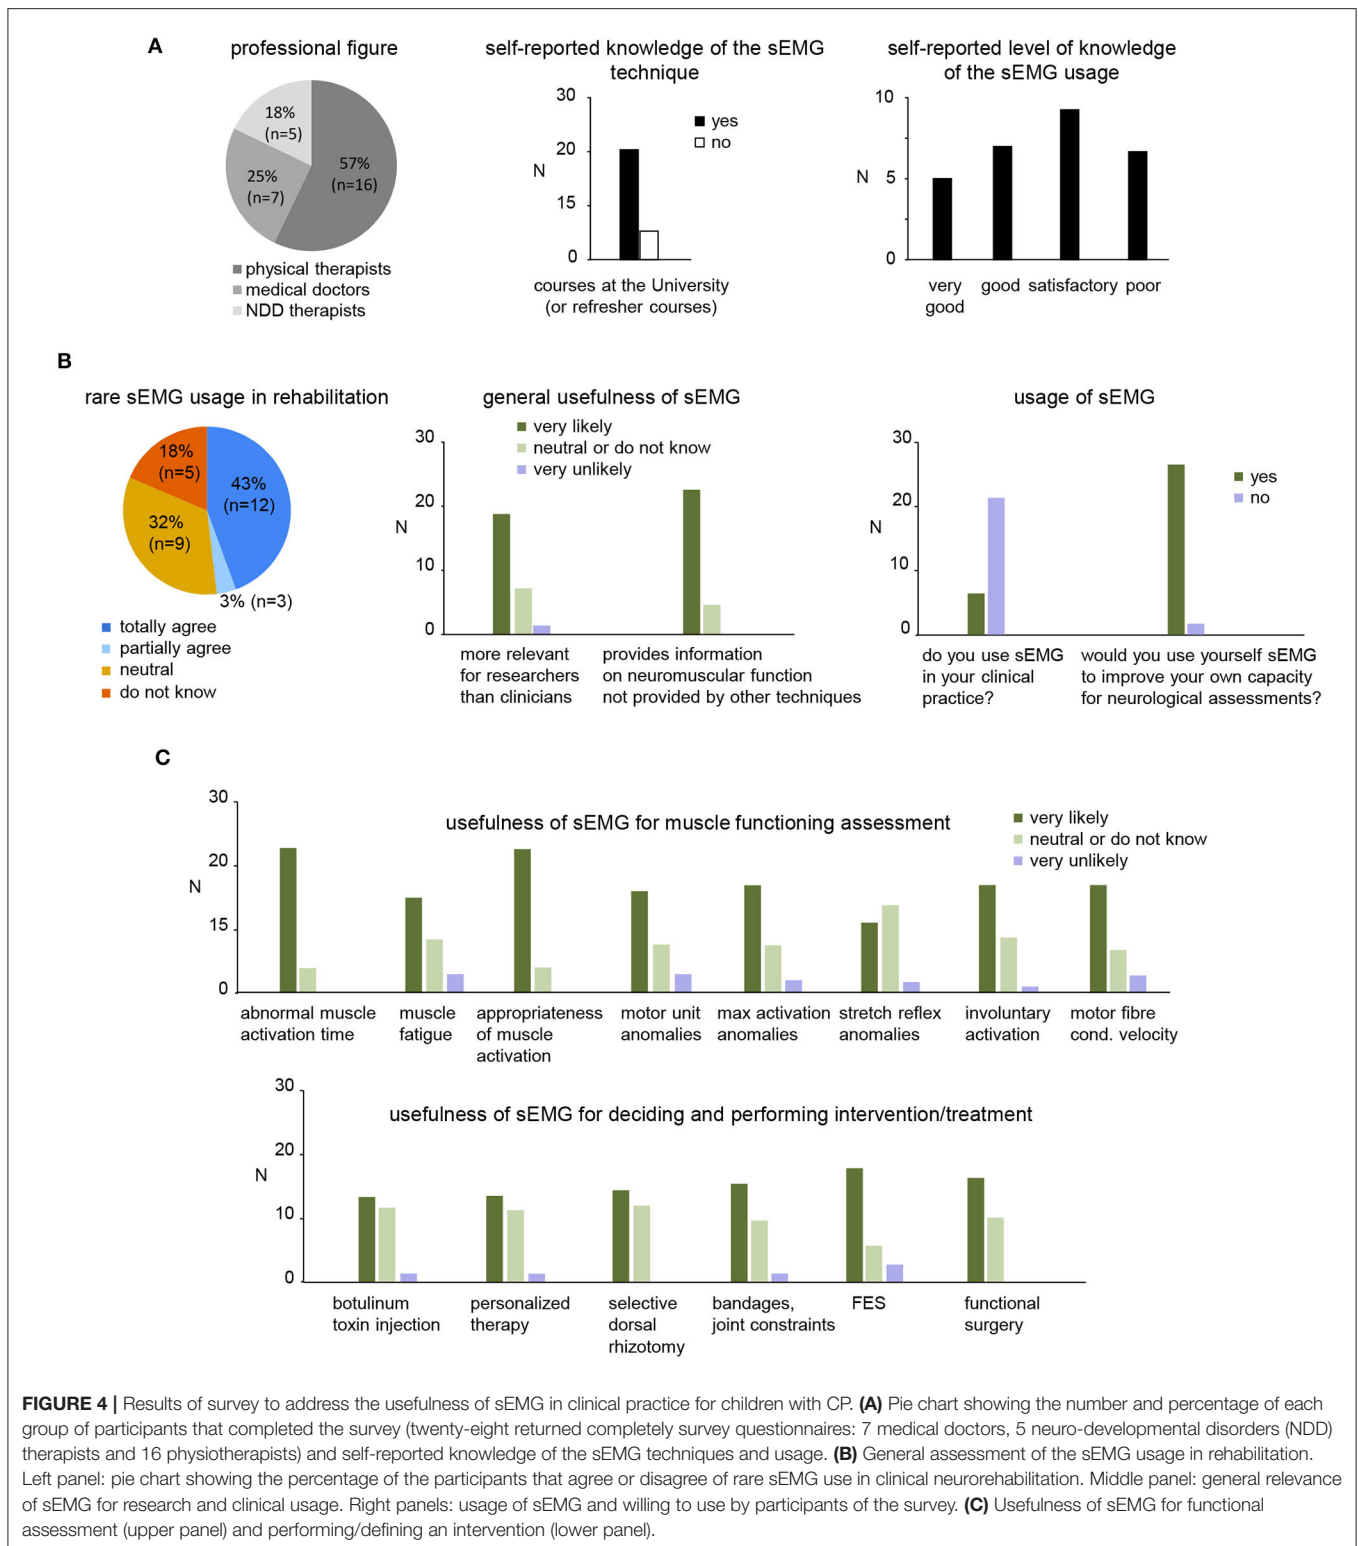 A
professional figure
18%
(n=5)
25%
(n=7)
57%
(n=16)
physical therapists
medical doctors
NDD therapists
self-reported knowledge of the sEMG
technique
30
20
15
0
N
yes
no
courses at the University
(or refresher courses)
self-reported level of knowledge
of the sEMG usage
10
5
0
N
very
good
good
satisfactory
poor
B
rare sEMG usage in rehabilitation
18%
(n=5)
43%
(n=12)
32%
(n=9)
3% (n=3)
totally agree
partially agree
neutral
do not know
general usefulness of sEMG
very likely
neutral or do not know
very unlikely
30
20
10
0
N
more relevant
for researchers
than clinicians
provides information
on neuromuscular function
not provided by other techniques
usage of sEMG
30
20
10
0
N
yes
no
do you use sEMG
in your clinical
practice?
would you use yourself sEMG
to improve your own capacity
for neurological assessments?
C
usefulness of sEMG for muscle functioning assessment
very likely
neutral or do not know
very unlikely
30
20
15
0
N
abnormal muscle
activation time
muscle
fatigue
appropriateness
of muscle
activation
motor unit
anomalies
max activation
anomalies
stretch reflex
anomalies
involuntary
activation
motor fibre
cond. velocity
usefulness of sEMG for deciding and performing intervention/treatment
30
20
10
0
N
botulinum
toxin injection
personalized
therapy
selective
dorsal
rhizotomy
bandages,
joint constraints
FES
functional
surgery
FIGURE 4 | Results of survey to address the usefulness of sEMG in clinical practice for children with CP. (A) Pie chart showing the number and percentage of each
group of participants that completed the survey (twenty-eight returned completely survey questionnaires: 7 medical doctors, 5 neuro-developmental disorders (NDD)
therapists and 16 physiotherapists) and self-reported knowledge of the sEMG techniques and usage. (B) General assessment of the sEMG usage in rehabilitation.
Left panel: pie chart showing the percentage of the participants that agree or disagree of rare sEMG use in clinical neurorehabilitation. Middle panel: general relevance
of sEMG for research and clinical usage. Right panels: usage of sEMG and willing to use by participants of the survey. (C) Usefulness of sEMG for functional
assessment (upper panel) and performing/defining an intervention (lower panel).